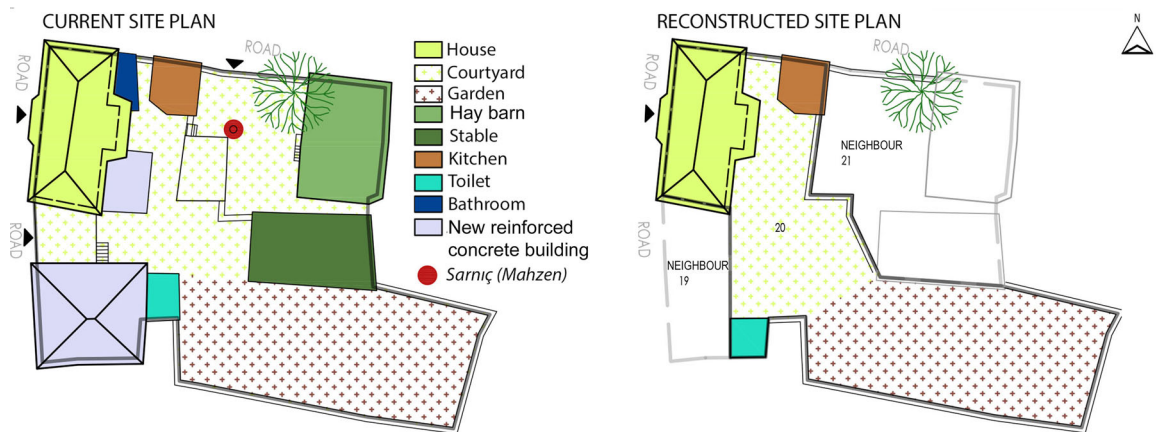 CURRENT SITE PLAN
ROAD
ROAD
ROAD
House
Courtyard
Garden
Hay barn
Stable
Kitchen
Toilet
Bathroom
New reinforced
concrete building
Sarnıç (Mahzen)
RECONSTRUCTED SITE PLAN
N
ROAD
ROAD
ROAD
NEIGHBOUR
21
20
NEIGHBOUR
19